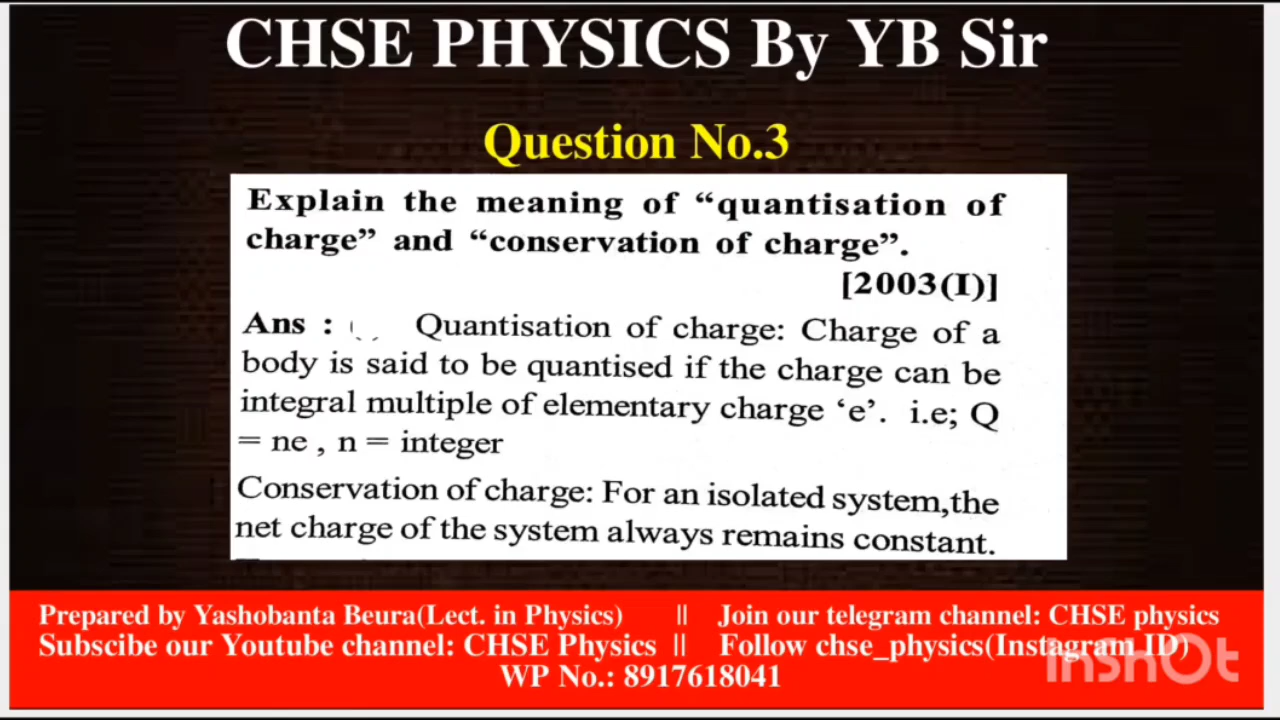 CHSE PHYSICS By YB Sir
Question No.3
Explain the meaning of “quantisation of
charge” and “conservation of charge”.
[2003(I)]
Ans : ( Quantisation of charge: Charge of a
body is said to be quantised if the charge can be
integral multiple of elementary charge ‘e’. i.e; Q
= ne , n = integer
Conservation of charge: For an isolated system,the
net charge of the system always remains constant.
Prepared by Yashobanta Beura(Lect. in Physics) || Join our telegram channel: CHSE physics
Subscibe our Youtube channel: CHSE Physics || Follow chse_physics(Instagram ID)
WP No.: 8917618041
InShOt